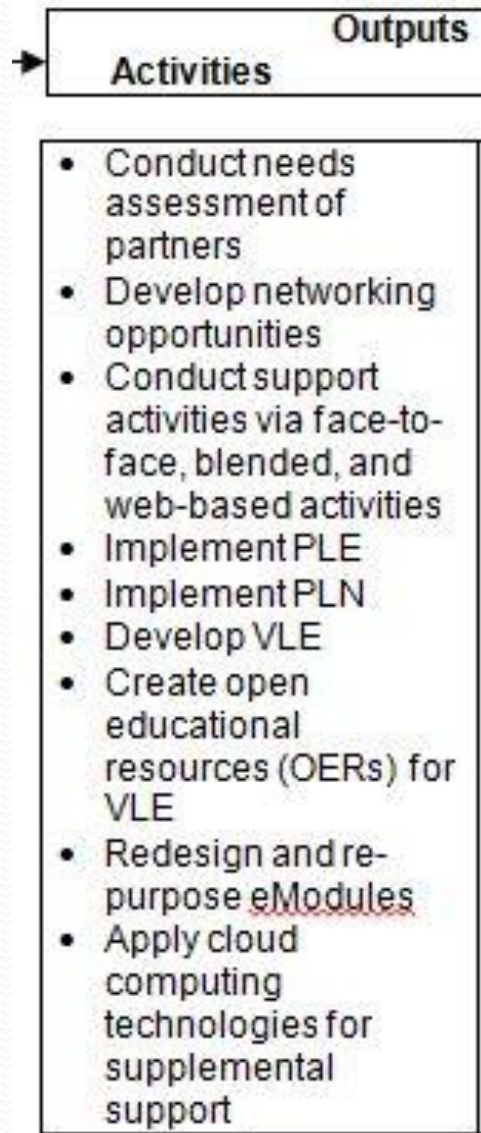 Outputs
Activities
• Conduct needs
assessment of
partners
• Develop networking
opportunities
• Conduct support
activities via face-to-
face, blended, and
web-based activities
• Implement PLE
• Implement PLN
• Develop VLE
• Create open
educational
resources (OERs) for
VLE
• Redesign and re-
purpose eModules
• Apply cloud
computing
technologies for
supplemental
support